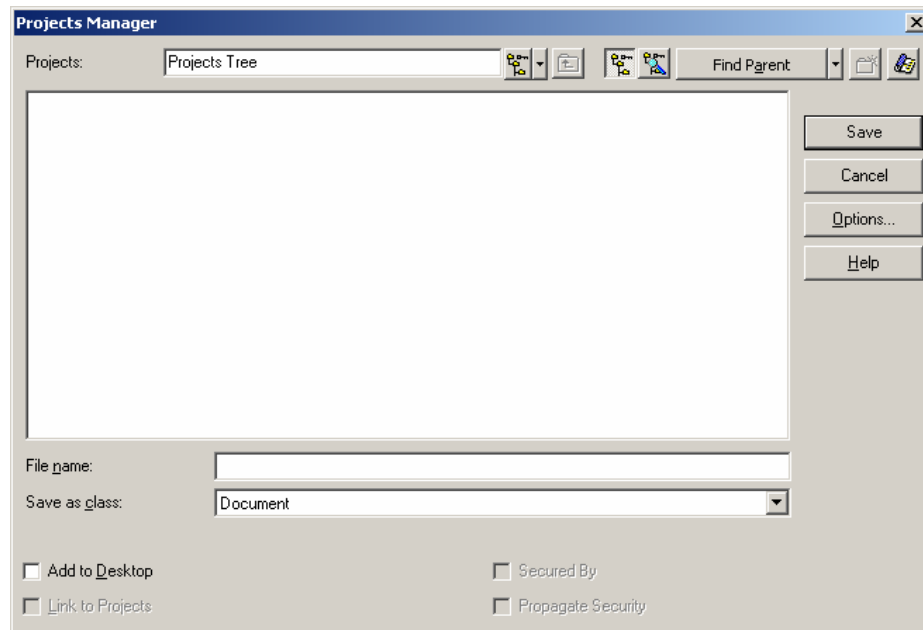 Projects Manager
Projects: Projects Tree Find Parent
Save
Cancel
Options...
Help
File name:
Save as class: Document
Add to Desktop Secured By
Link to Projects Propagate Security